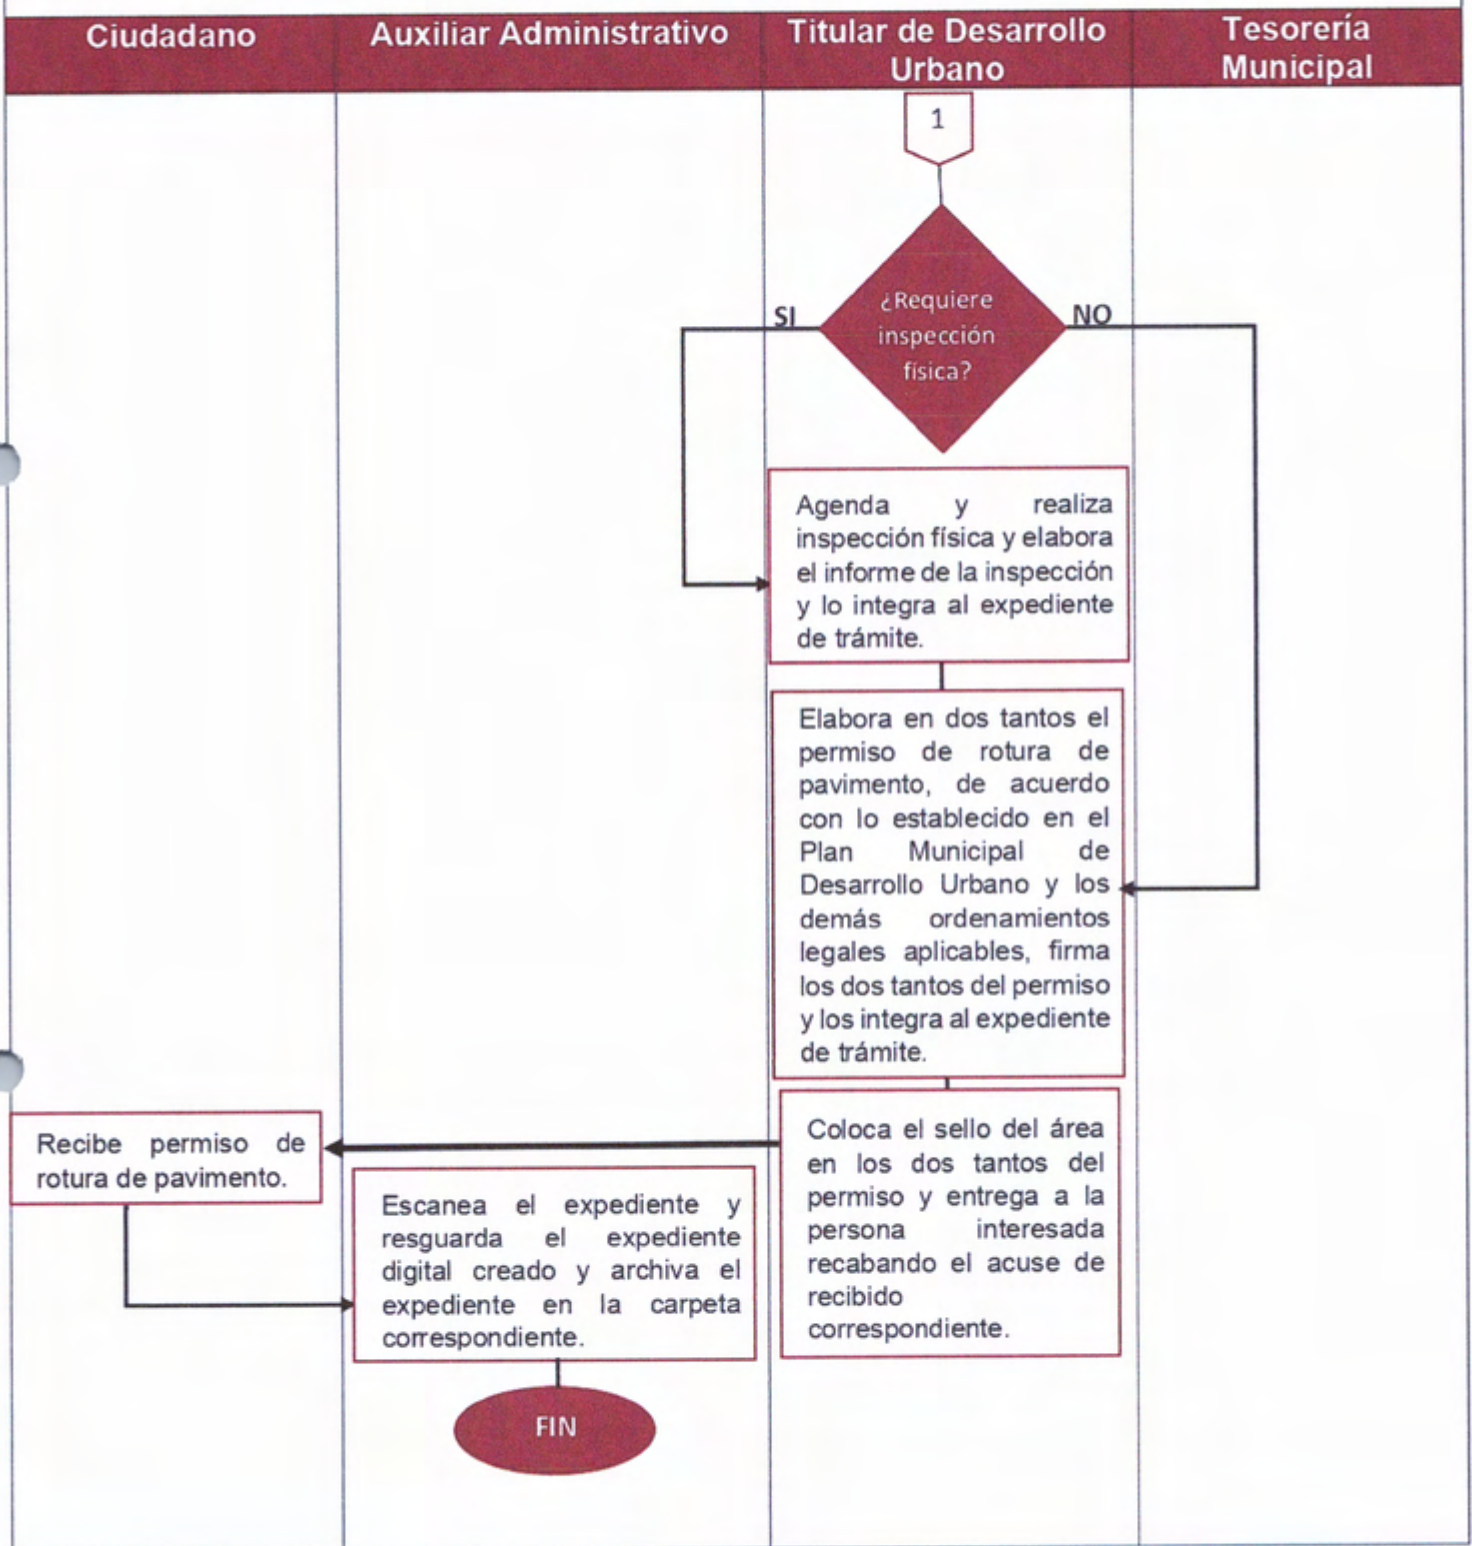 Ciudadano
Auxiliar Administrativo
Titular de Desarrollo
Urbano
Tesorería
Municipal
1
¿Requiere
inspección
física?
SI
NO
Agenda y realiza
inspección física y elabora
el informe de la inspección
y lo integra al expediente
de trámite.
Elabora en dos tantos el
permiso de rotura de
pavimento, de acuerdo
con lo establecido en el
Plan Municipal de
Desarrollo Urbano y los
demás ordenamientos
legales aplicables, firma
los dos tantos del permiso
y los integra al expediente
de trámite.
Coloca el sello del área
en los dos tantos del
permiso y entrega a la
persona interesada
recabando el acuse de
recibido
correspondiente.
Recibe permiso de
rotura de pavimento.
Escanea el expediente y
resguarda el expediente
digital creado y archiva el
expediente en la carpeta
correspondiente.
FIN